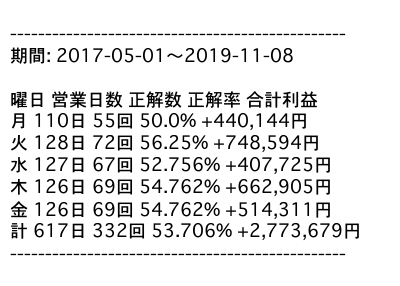 ------------------------------------------------
期間: 2017-05-01〜2019-11-08
曜日 営業日数 正解数 正解率 合計利益
月 110日 55回 50.0% +440,144円
火 128日 72回 56.25% +748,594円
水 127日 67回 52.756% +407,725円
木 126日 69回 54.762% +662,905円
金 126日 69回 54.762% +514,311円
計 617日 332回 53.706% +2,773,679円
------------------------------------------------